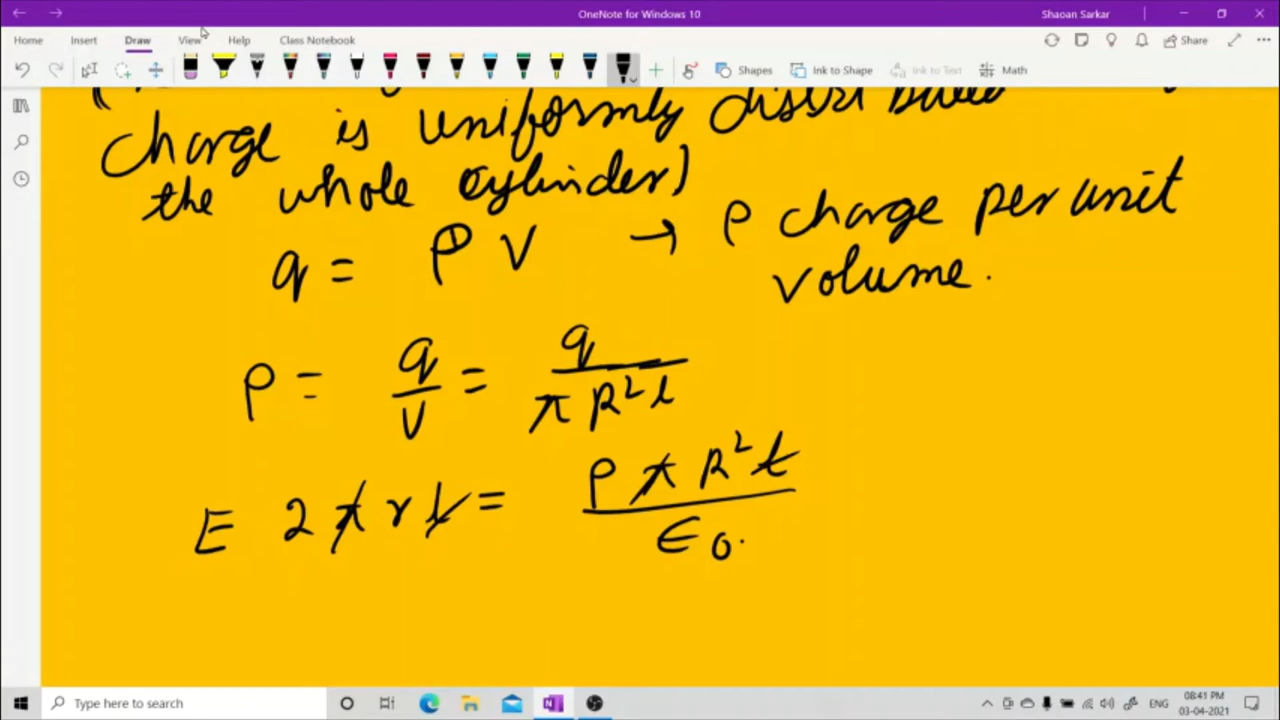 OneNote for Windows 10
Shaoan Sarkar
Home Insert Draw View Help Class Notebook
Share
Shapes Ink to Shape Ink to Text Math
charge is uniformly
the whole cylinder)
q = ρ V → ρ charge per unit
volume.
ρ = q/V = q/πR²l
E 2πrl = ρπR²l/ε0
Type here to search
ENG
08:41 PM
03-04-2021